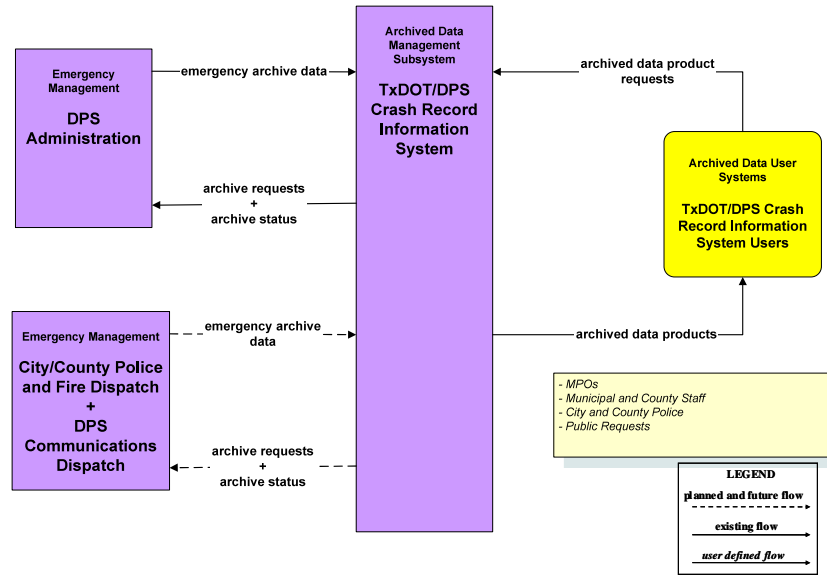 Emergency Management
DPS
Administration
emergency archive data
archive requests
+
archive status
Archived Data
Management
Subsystem
TxDOT/DPS
Crash Record
Information
System
archived data product
requests
Archived Data User
Systems
TxDOT/DPS Crash
Record Information
System Users
Emergency Management
City/County Police
and Fire Dispatch
+
DPS
Communications
Dispatch
emergency archive
data
archive requests
+
archive status
archived data products
- MPOs
- Municipal and County Staff
- City and County Police
- Public Requests
LEGEND
planned and future flow
existing flow
user defined flow